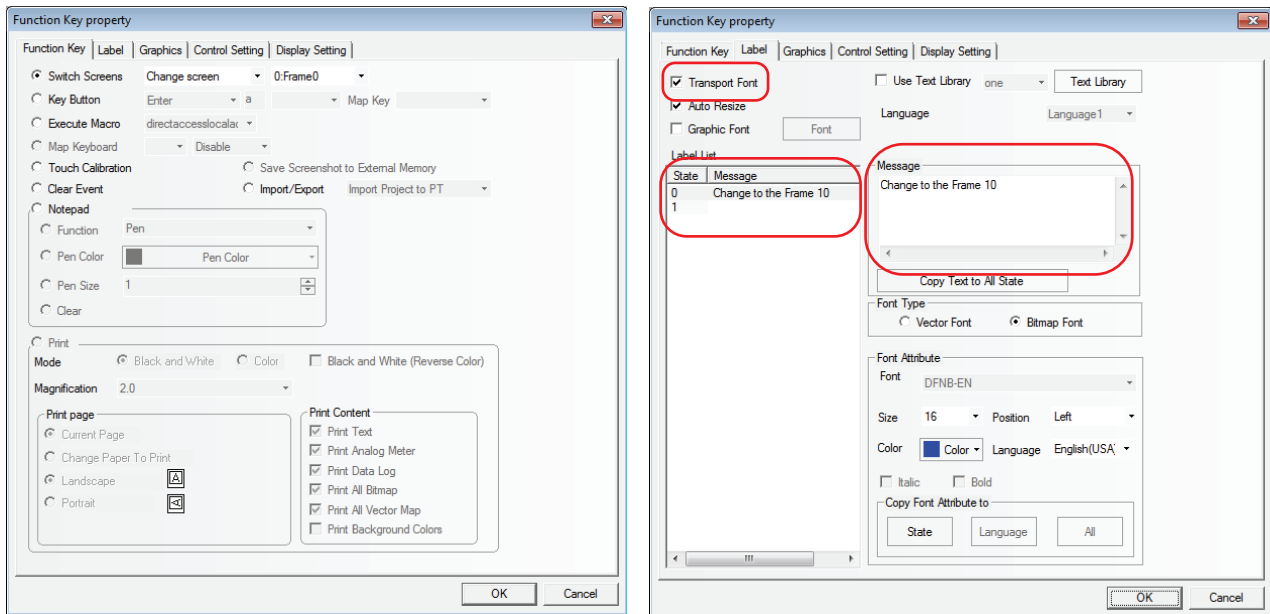 Function Key property
Function Key Label Graphics Control Setting Display Setting
Switch Screens Change screen 0:Frame0
Key Button Enter a Map Key
Execute Macro directaccesslocalac
Map Keyboard Disable
Touch Calibration Save Screenshot to External Memory
Clear Event Import/Export Import Project to PT
Notepad
Function Pen
Pen Color Pen Color
Pen Size 1
Clear
Print
Mode Black and White Color Black and White (Reverse Color)
Magnification 2.0
Print page
Current Page
Change Paper To Print
Landscape A
Portrait A
Print Content
Print Text
Print Analog Meter
Print Data Log
Print All Bitmap
Print All Vector Map
Print Background Colors
OK Cancel
Function Key property
Function Key Label Graphics Control Setting Display Setting
Transport Font
Auto Resize
Graphic Font Font
Label List
State Message
0 Change to the Frame 10
1
Use Text Library one Text Library
Language Language1
Message
Change to the Frame 10
Copy Text to All State
Font Type
Vector Font Bitmap Font
Font Attribute
Font DFNB-EN
Size 16 Position Left
Color Color Language English(USA)
Italic Bold
Copy Font Attribute to
State Language All
OK Cancel